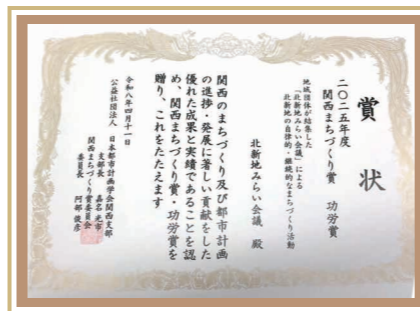 賞状
二〇二五年度
関西まちづくり賞 功労賞
地域団体が結集した
「北新地みらい会議」による
北新地の自律的・継続的なまちづくり活動
北新地みらい会議 殿
関西のまちづくり及び都市計画
の進捗・発展に著しい貢献をした
優れた成果と実績であることを認
め、関西まちづくり賞・功労賞を
贈り、これをたたえます
令和八年四月十一日
公益社団法人 日本都市計画学会関西支部
支部長 嘉名光市
関西まちづくり賞委員会
委員長 阿部俊彦